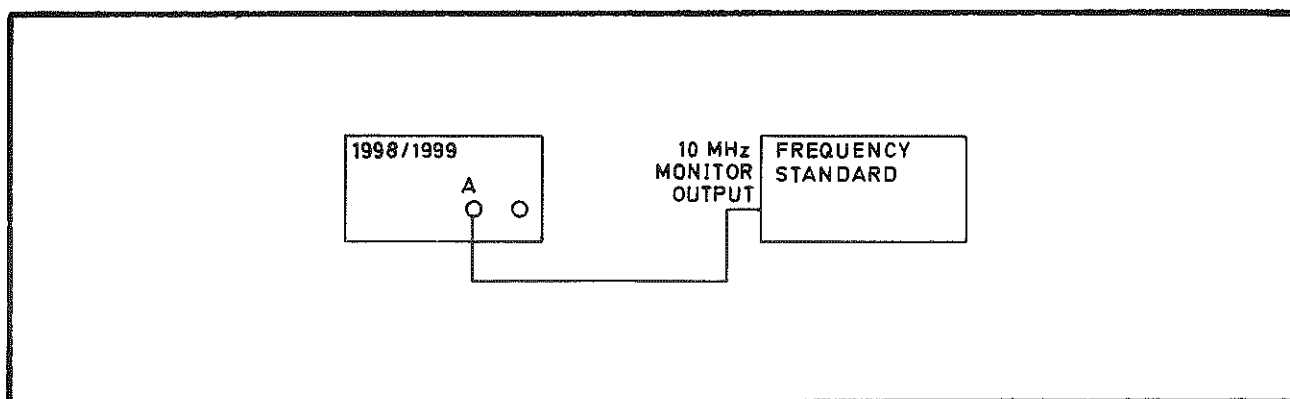 1998/1999
A
10 MHz
MONITOR
OUTPUT
FREQUENCY
STANDARD